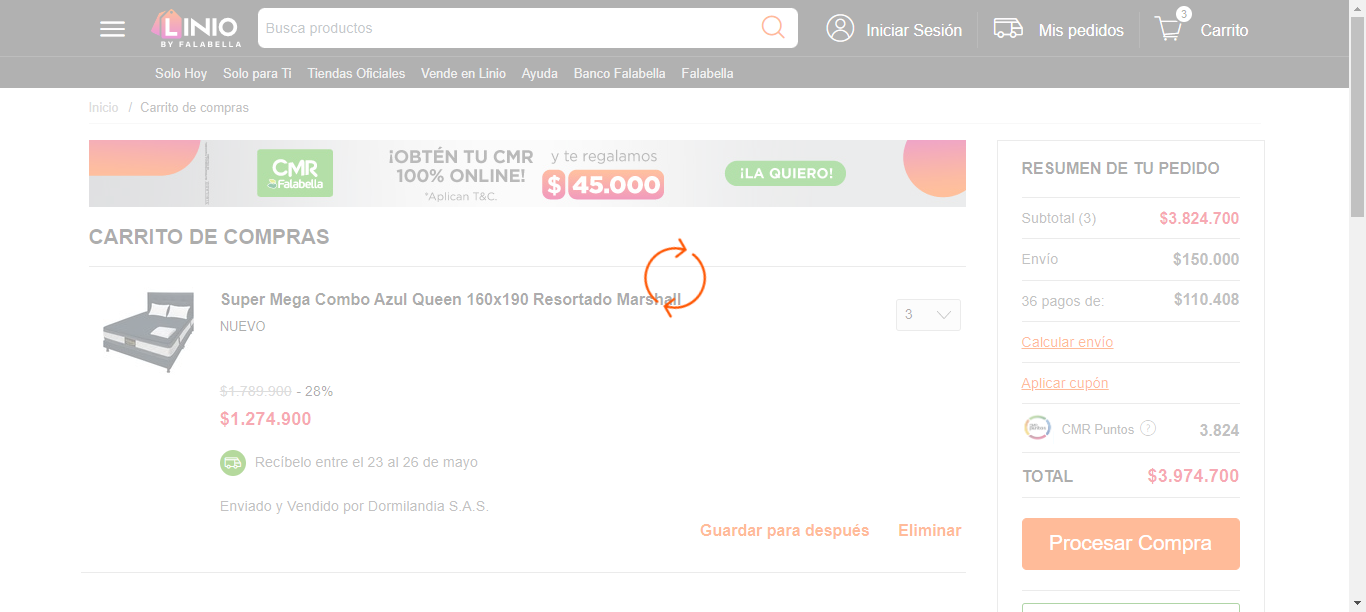 LINIO
BY FALABELLA
Busca productos
Iniciar Sesión
Mis pedidos
3
Carrito
Solo Hoy
Solo para Ti
Tiendas Oficiales
Vende en Linio
Ayuda
Banco Falabella
Falabella
Inicio / Carrito de compras
CMR
Falabella
¡OBTÉN TU CMR
100% ONLINE!
*Aplican T&C.
y te regalamos
$ 45.000
¡LA QUIERO!
CARRITO DE COMPRAS
Super Mega Combo Azul Queen 160x190 Resortado Marshall
NUEVO
3
$1.789.900 - 28%
$1.274.900
Recíbelo entre el 23 al 26 de mayo
Enviado y Vendido por Dormilandia S.A.S.
Guardar para después
Eliminar
RESUMEN DE TU PEDIDO
Subtotal (3) $3.824.700
Envío $150.000
36 pagos de: $110.408
Calcular envío
Aplicar cupón
CMR Puntos ? 3.824
TOTAL $3.974.700
Procesar Compra